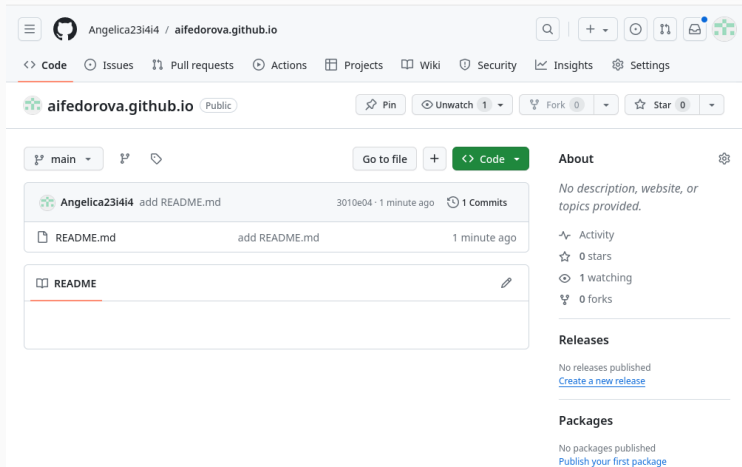 Angelica23i4i4 / aifedorova.github.io
Code Issues Pull requests Actions Projects Wiki Security Insights Settings
aifedorova.github.io Public Pin Unwatch 1 Fork 0 Star 0
main Go to file Code
Angelica23i4i4 add README.md 3010e04 · 1 minute ago 1 Commits
README.md add README.md 1 minute ago
README
About
No description, website, or
topics provided.
Activity
0 stars
1 watching
0 forks
Releases
No releases published
Create a new release
Packages
No packages published
Publish your first package